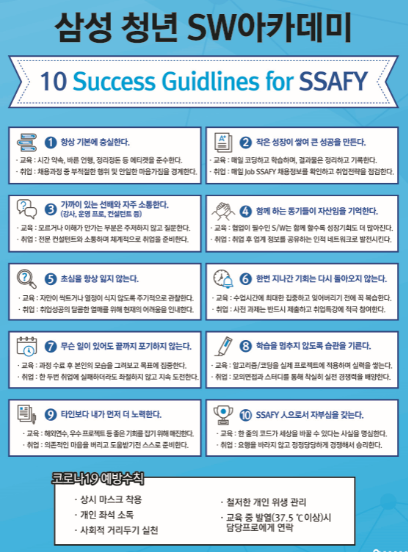 삼성 청년 SW아카데미
10 Success Guidlines for SSAFY
1 항상 기본에 충실한다.
· 교육 : 시간 약속, 바른 언행, 정리정돈 등 에티켓을 준수한다.
· 취업 : 채용과정 중 부적절한 행위 및 안일한 마음가짐을 경계한다.
2 작은 성장이 쌓여 큰 성공을 만든다.
· 교육 : 매일 코딩하고 학습하며, 결과물은 정리하고 기록한다.
· 취업 : 매일 Job SSAFY 채용정보를 확인하고 취업전략을 점검한다.
3 가까이 있는 선배와 자주 소통한다.
(강사, 운영 프로, 컨설턴트 등)
· 교육 : 모르거나 이해가 안가는 부분은 주저하지 않고 질문한다.
· 취업 : 전문 컨설턴트와 소통하며 체계적으로 취업을 준비한다.
4 함께 하는 동기들이 자산임을 기억한다.
· 교육 : 협업이 필수인 S/W는 함께 할수록 성장기회도 더 많아진다.
· 취업 : 취업 후 업계 정보를 공유하는 인적 네트워크로 발전시킨다.
5 초심을 항상 잃지 않는다.
· 교육 : 자만이 싹트거나 열정이 식지 않도록 주기적으로 관찰한다.
· 취업 : 취업성공의 달콤한 열매를 위해 현재의 어려움을 인내한다.
6 한번 지나간 기회는 다시 돌아오지 않는다.
· 교육 : 수업시간에 최대한 집중하고 잊어버리기 전에 꼭 복습한다.
· 취업 : 사전 과제는 반드시 제출하고 취업특강에 적극 참여한다.
7 무슨 일이 있어도 끝까지 포기하지 않는다.
· 교육 : 과정 수료 후 본인의 모습을 그려보고 목표에 집중한다.
· 취업 : 한 두번 취업에 실패하더라도 좌절하지 않고 지속 도전한다.
8 학습을 멈추지 않도록 습관을 기른다.
· 교육 : 알고리즘/코딩을 실제 프로젝트에 적용하며 실력을 쌓는다.
· 취업 : 모의면접과 스터디를 통해 착실히 실전 경쟁력을 배양한다.
9 타인보다 내가 먼저 더 노력한다.
· 교육 : 해외연수, 우수 프로젝트 등 좋은 기회를 잡기 위해 매진한다.
· 취업 : 의존적인 마음을 버리고 도움받기전 스스로 준비한다.
10 SSAFY 人으로서 자부심을 갖는다.
· 교육 : 한 줄의 코드가 세상을 바꿀 수 있다는 사실을 명심한다.
· 취업 : 요행을 바라지 않고 정정당당하게 경쟁해서 승리한다.
코로나19 예방수칙
· 상시 마스크 착용
· 개인 좌석 소독
· 사회적 거리두기 실천
· 철저한 개인 위생 관리
· 교육 중 발열(37.5 ℃이상)시
담당프로에게 연락